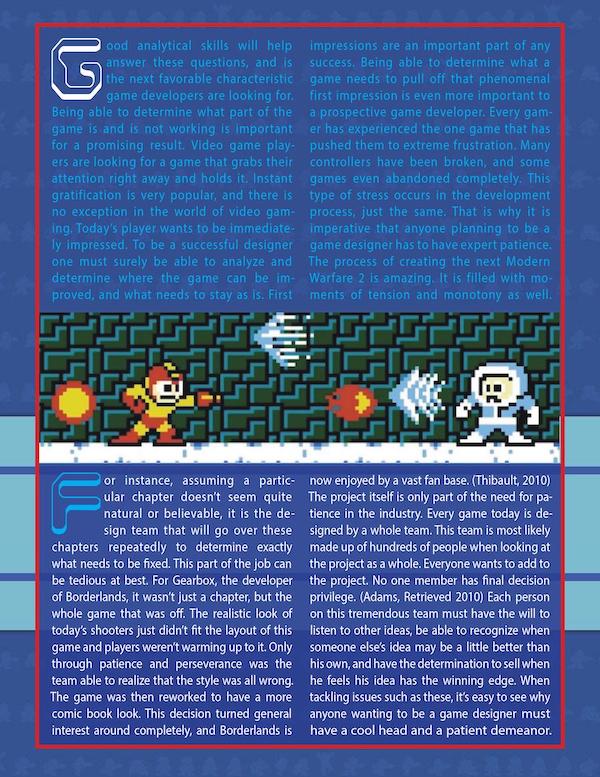 Good analytical skills will help
answer these questions, and is
the next favorable characteristic
game developers are looking for.
Being able to determine what part of the
game is and is not working is important
for a promising result. Video game play-
ers are looking for a game that grabs their
attention right away and holds it. Instant
gratification is very popular, and there is
no exception in the world of video gam-
ing. Today's player wants to be immediate-
ly impressed. To be a successful designer
one must surely be able to analyze and
determine where the game can be im-
proved, and what needs to stay as is. First
impressions are an important part of any
success. Being able to determine what a
game needs to pull off that phenomenal
first impression is even more important to
a prospective game developer. Every gam-
er has experienced the one game that has
pushed them to extreme frustration. Many
controllers have been broken, and some
games even abandoned completely. This
type of stress occurs in the development
process, just the same. That is why it is
imperative that anyone planning to be a
game designer has to have expert patience.
The process of creating the next Modern
Warfare 2 is amazing. It is filled with mo-
ments of tension and monotony as well.
For instance, assuming a partic-
ular chapter doesn't seem quite
natural or believable, it is the de-
sign team that will go over these
chapters repeatedly to determine exactly
what needs to be fixed. This part of the job can
be tedious at best. For Gearbox, the developer
of Borderlands, it wasn't just a chapter, but the
whole game that was off. The realistic look of
today's shooters just didn't fit the layout of this
game and players weren't warming up to it. Only
through patience and perseverance was the
team able to realize that the style was all wrong.
The game was then reworked to have a more
comic book look. This decision turned general
interest around completely, and Borderlands is
now enjoyed by a vast fan base. (Thibault, 2010)
The project itself is only part of the need for pa-
tience in the industry. Every game today is de-
signed by a whole team. This team is most likely
made up of hundreds of people when looking at
the project as a whole. Everyone wants to add to
the project. No one member has final decision
privilege. (Adams, Retrieved 2010) Each person
on this tremendous team must have the will to
listen to other ideas, be able to recognize when
someone else's idea may be a little better than
his own, and have the determination to sell when
he feels his idea has the winning edge. When
tackling issues such as these, it's easy to see why
anyone wanting to be a game designer must
have a cool head and a patient demeanor.